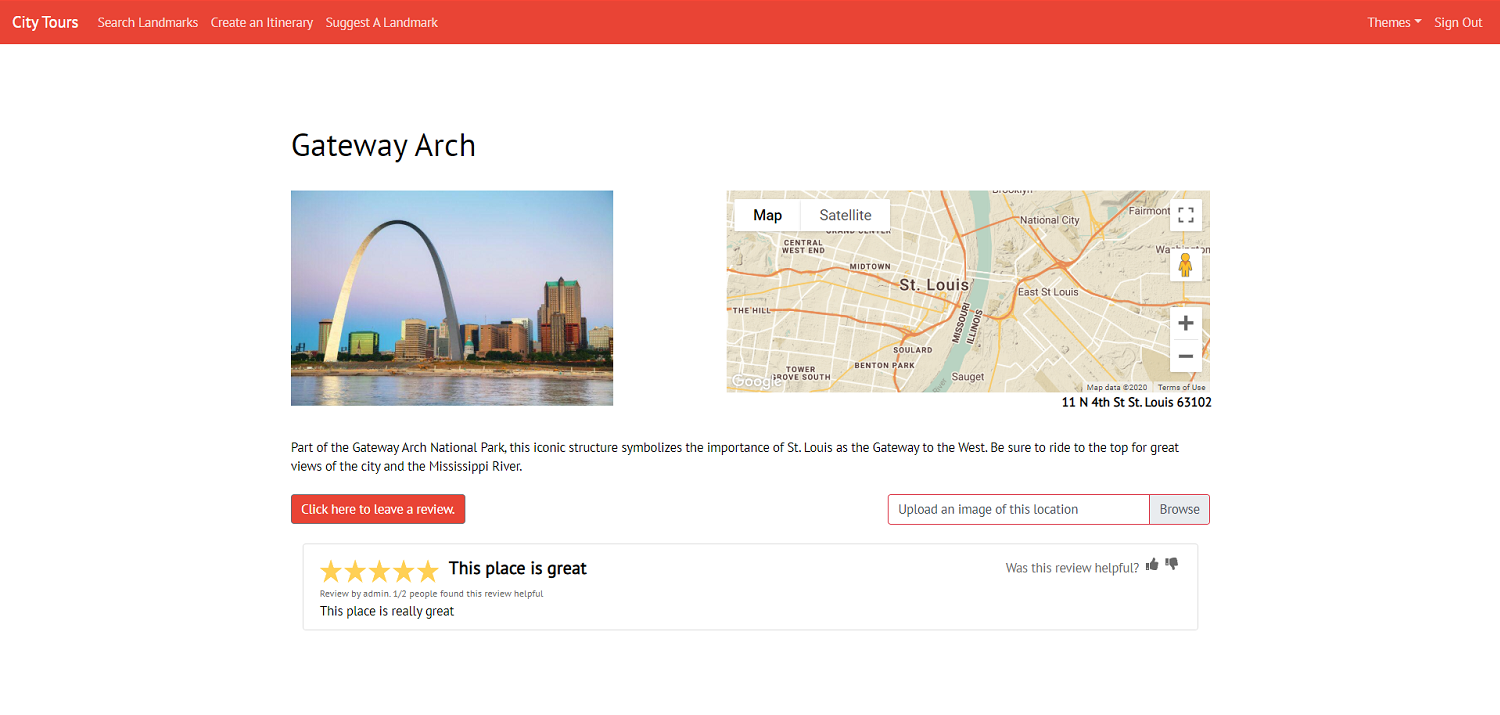 City Tours Search Landmarks Create an Itinerary Suggest A Landmark Themes Sign Out
Gateway Arch
Map Satellite
Brooklyn
National City
Fairmont
GRAND CENTER
CENTRAL
WEST END
Washington
MIDTOWN
St. Louis
East St Louis
THE HILL
MISSOURI
ILLINOIS
SOULARD
BENTON PARK
TOWER
GROVE SOUTH
Sauget
River
Google
Map data ©2020 Terms of Use
11 N 4th St St. Louis 63102
Part of the Gateway Arch National Park, this iconic structure symbolizes the importance of St. Louis as the Gateway to the West. Be sure to ride to the top for great
views of the city and the Mississippi River.
Click here to leave a review.
Upload an image of this location Browse
This place is great
Was this review helpful?
Review by admin. 1/2 people found this review helpful
This place is really great